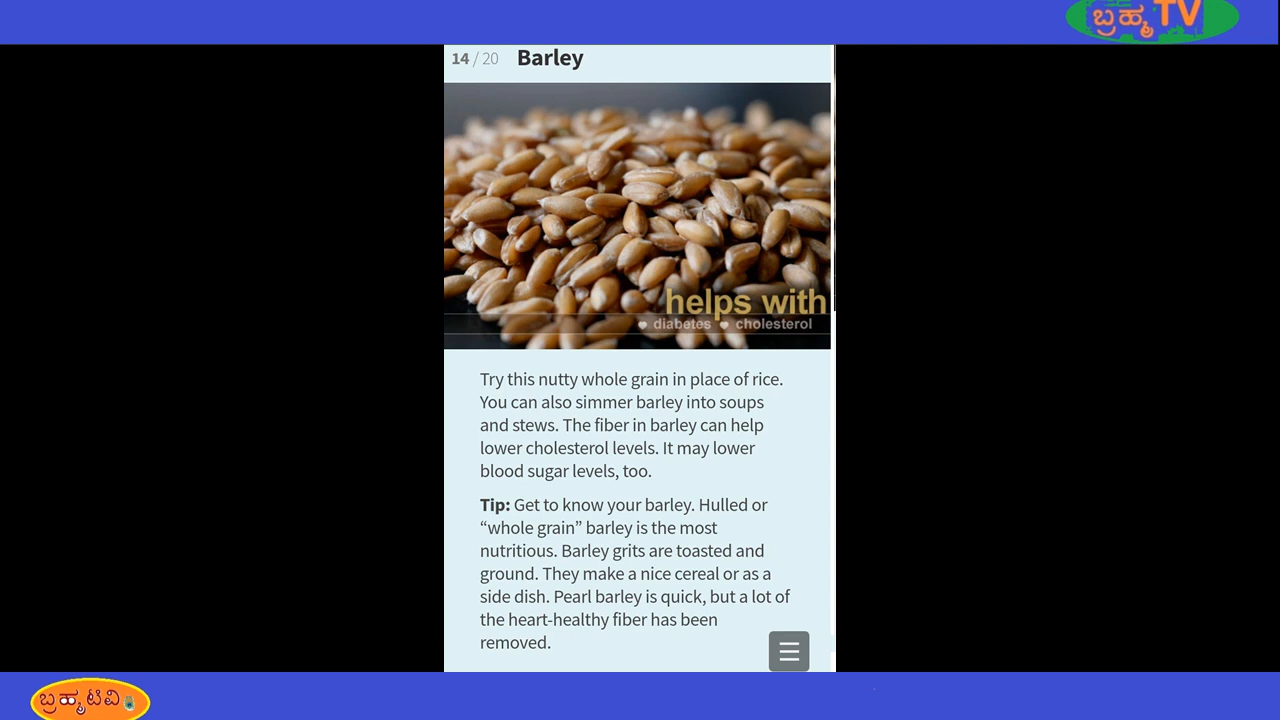 ಬ್ರಹ್ಮ TV
14 / 20 Barley
helps with
diabetes cholesterol
Try this nutty whole grain in place of rice.
You can also simmer barley into soups
and stews. The fiber in barley can help
lower cholesterol levels. It may lower
blood sugar levels, too.
Tip: Get to know your barley. Hulled or
“whole grain” barley is the most
nutritious. Barley grits are toasted and
ground. They make a nice cereal or as a
side dish. Pearl barley is quick, but a lot of
the heart-healthy fiber has been
removed.
ಬ್ರಹ್ಮ ಟಿವಿ